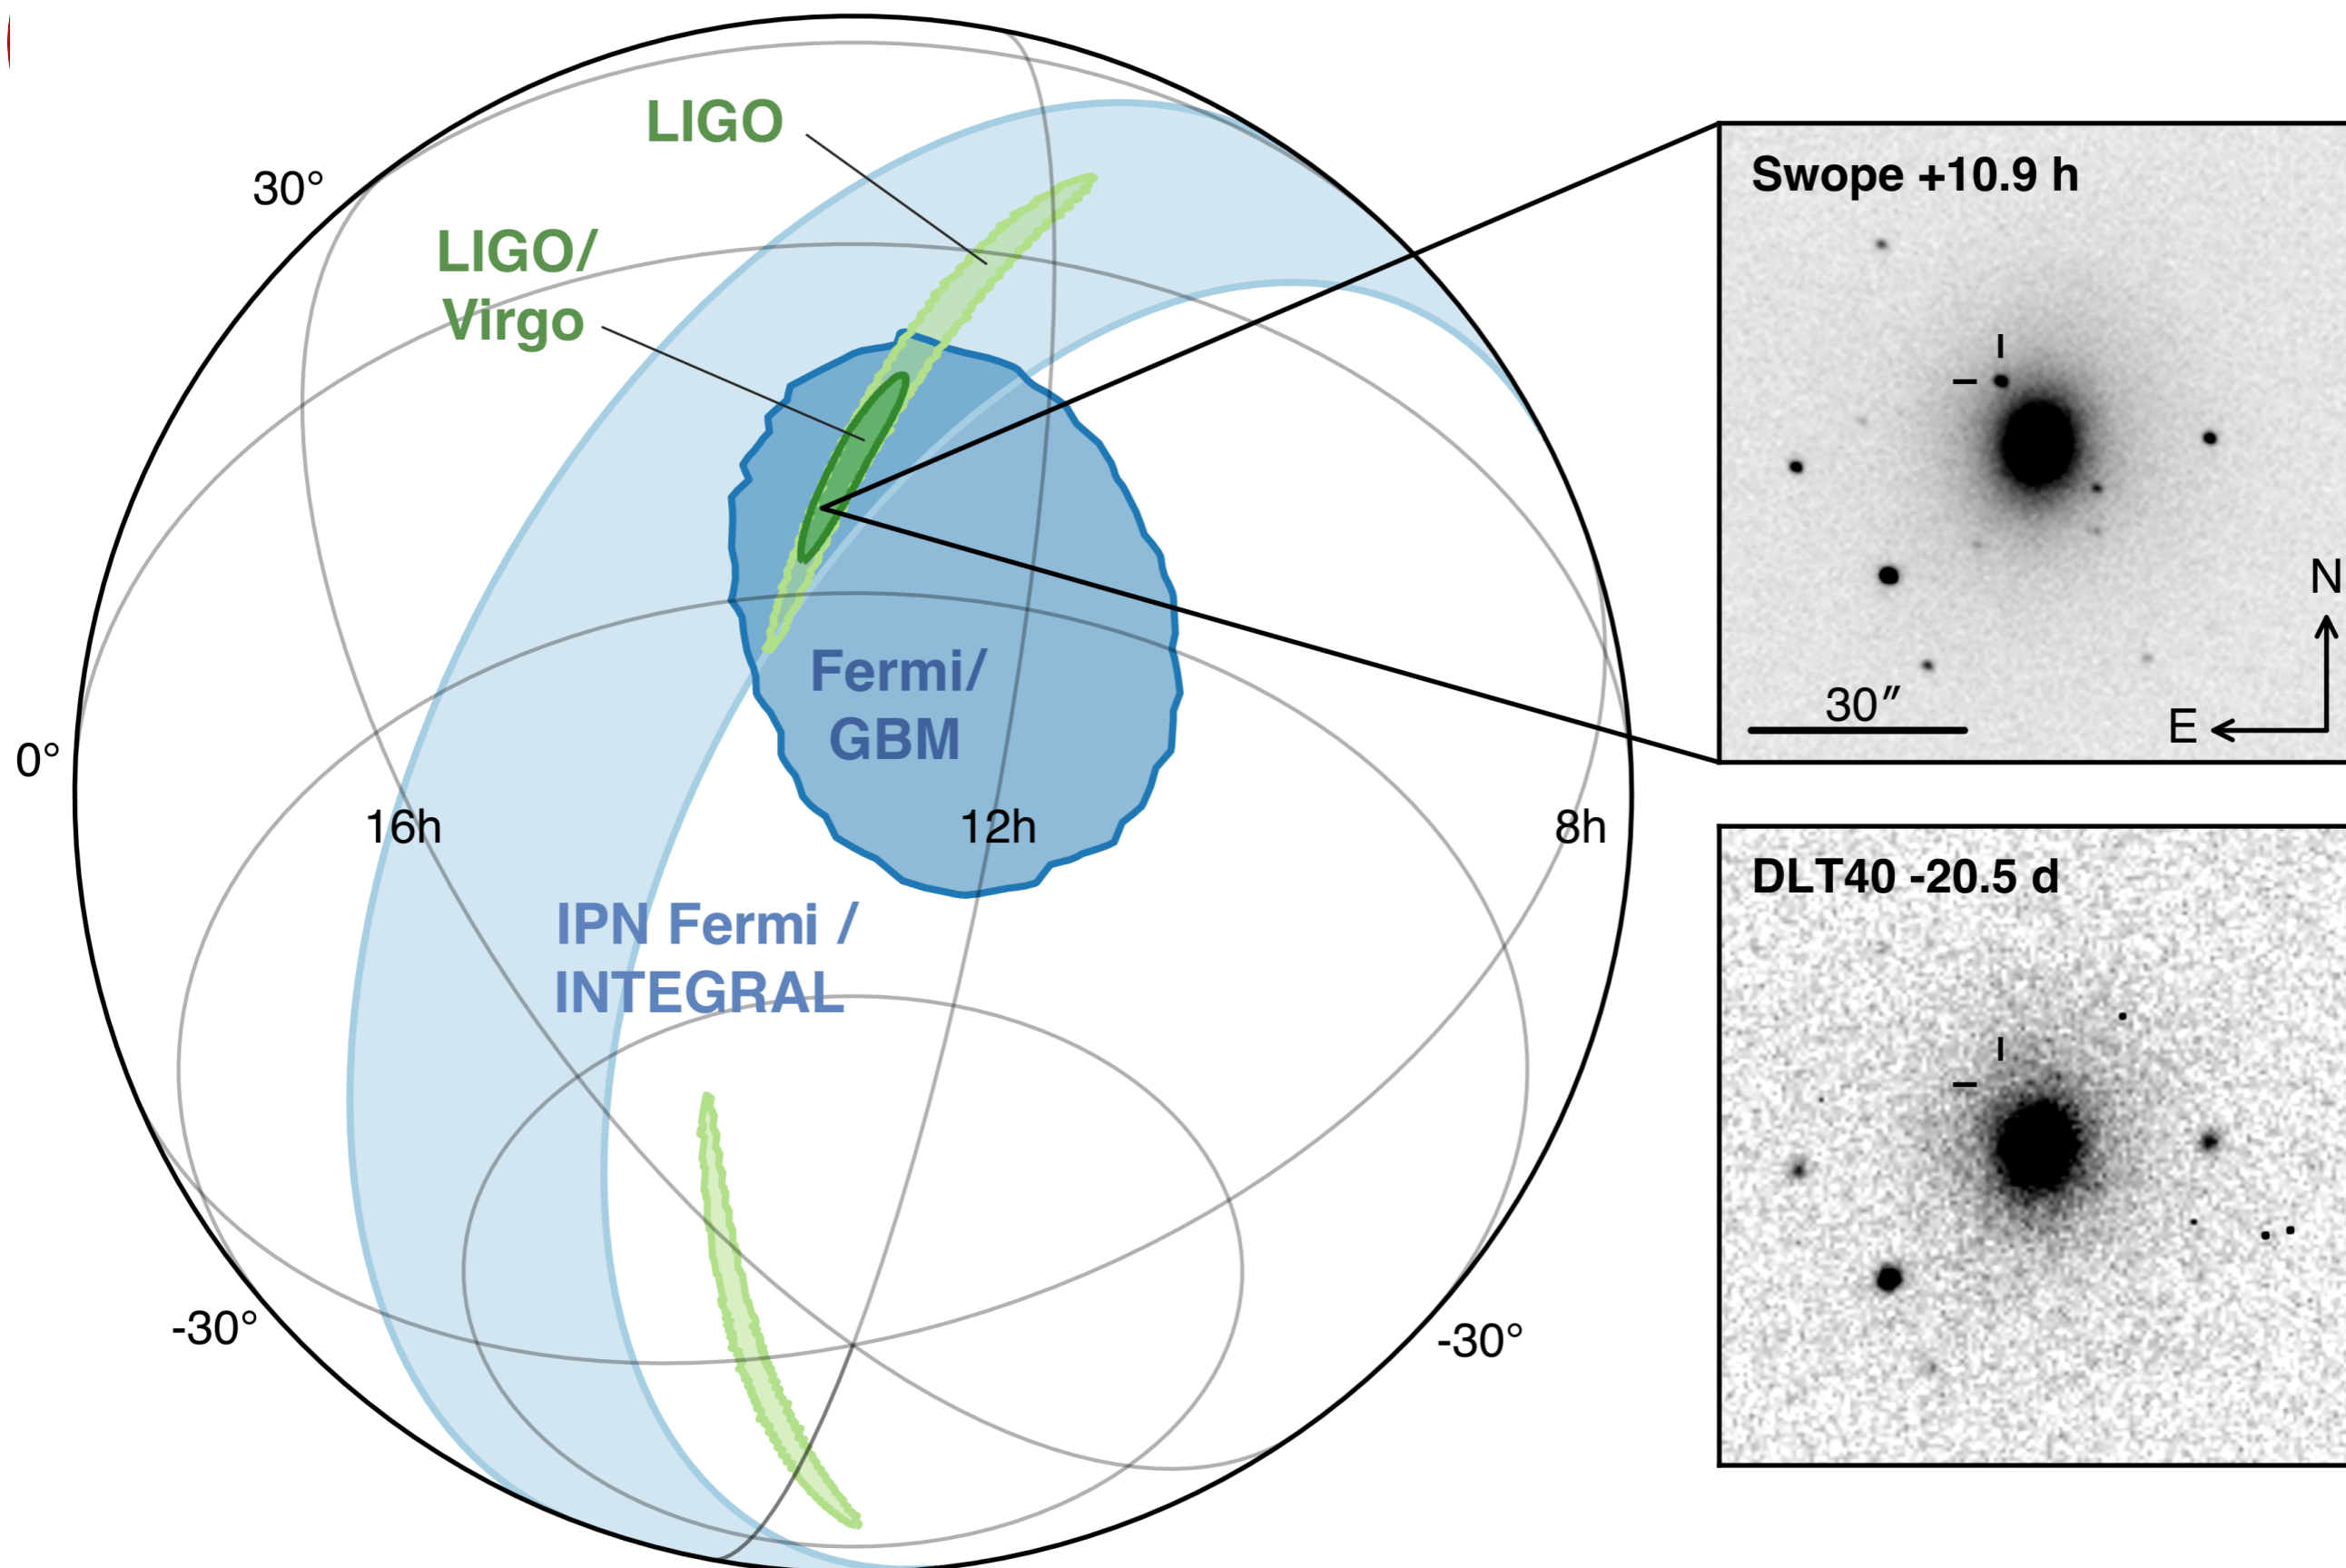 LIGO
30°
LIGO/
Virgo
Swope +10.9 h
N
30″
E
Fermi/
GBM
0°
16h
12h
8h
DLT40 -20.5 d
IPN Fermi /
INTEGRAL
-30°
-30°